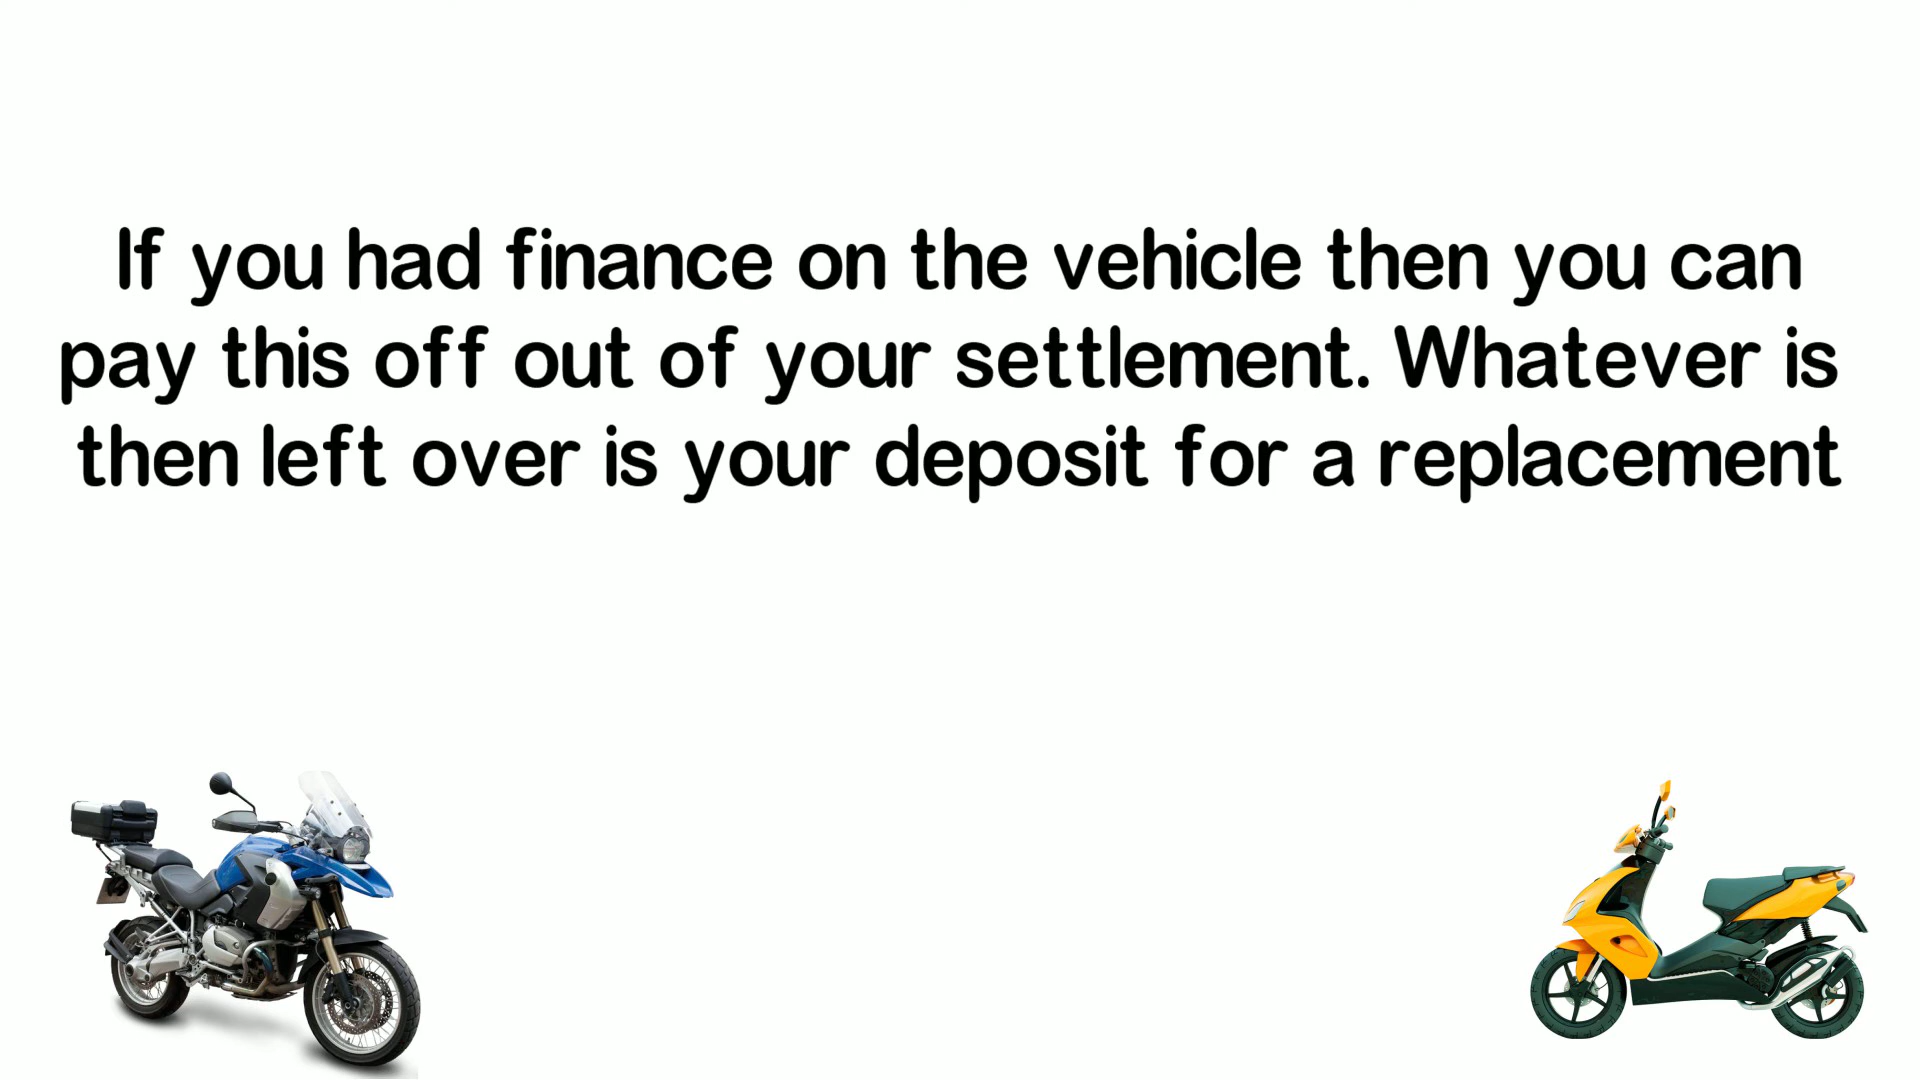 If you had finance on the vehicle then you can
pay this off out of your settlement. Whatever is
then left over is your deposit for a replacement